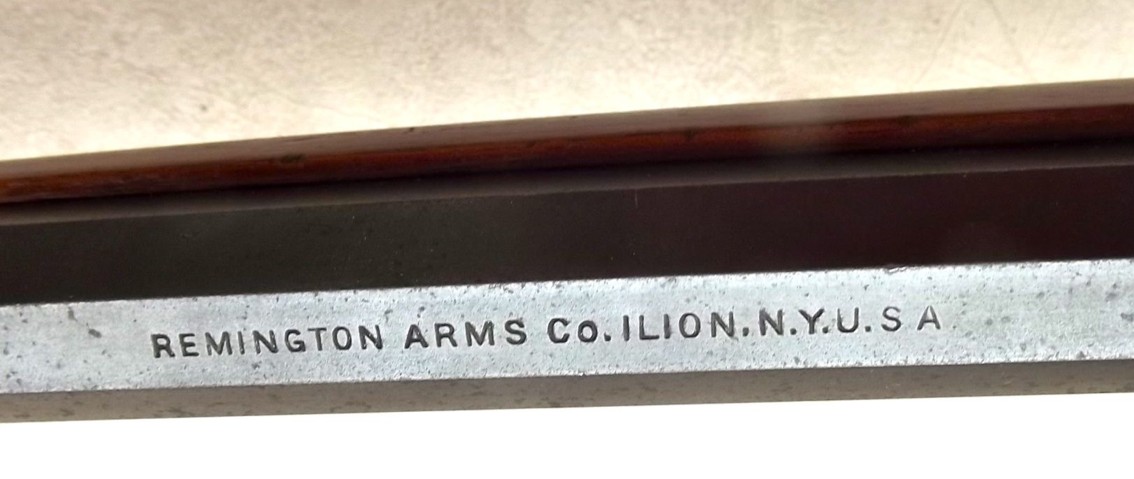 REMINGTON ARMS Co. ILION. N.Y. U.S A